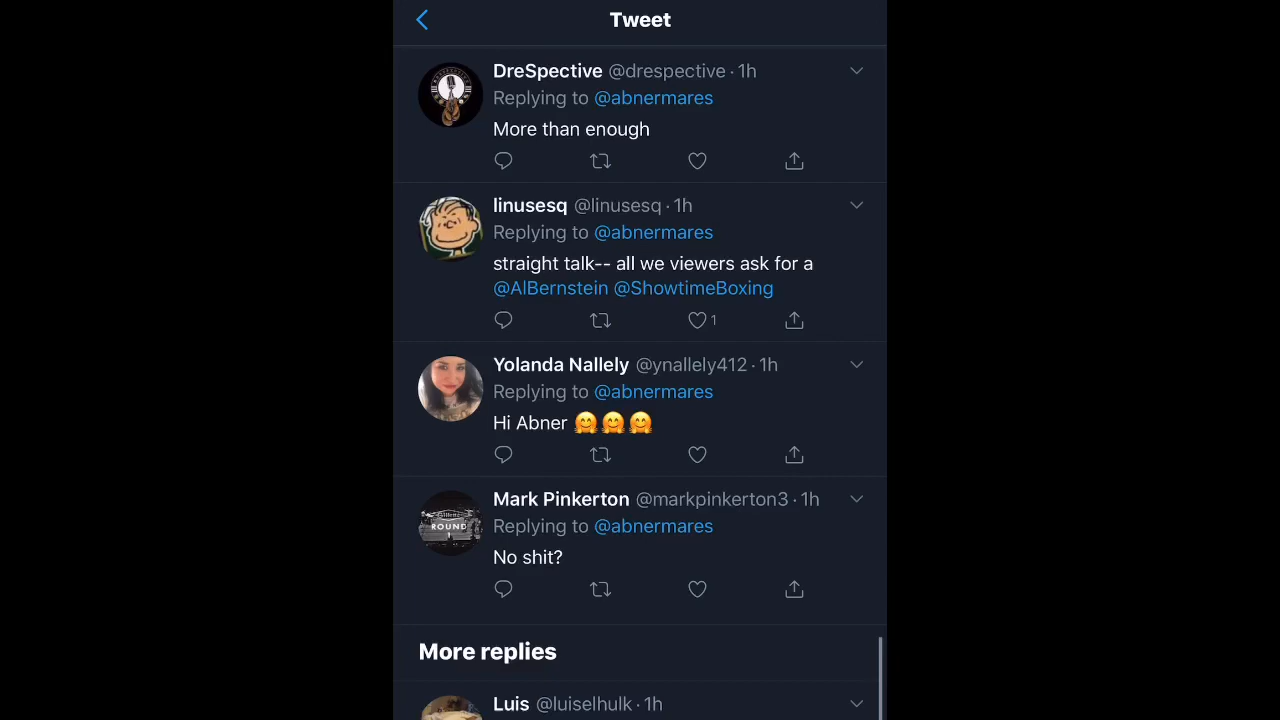 Tweet
DreSpective @drespective · 1h
Replying to @abnermares
More than enough
linusesq @linusesq · 1h
Replying to @abnermares
straight talk-- all we viewers ask for a
@AlBernstein @ShowtimeBoxing
1
Yolanda Nallely @ynallely412 · 1h
Replying to @abnermares
Hi Abner 🤗🤗🤗
Mark Pinkerton @markpinkerton3 · 1h
ROUND
Replying to @abnermares
No shit?
More replies
Luis @luiselhulk · 1h